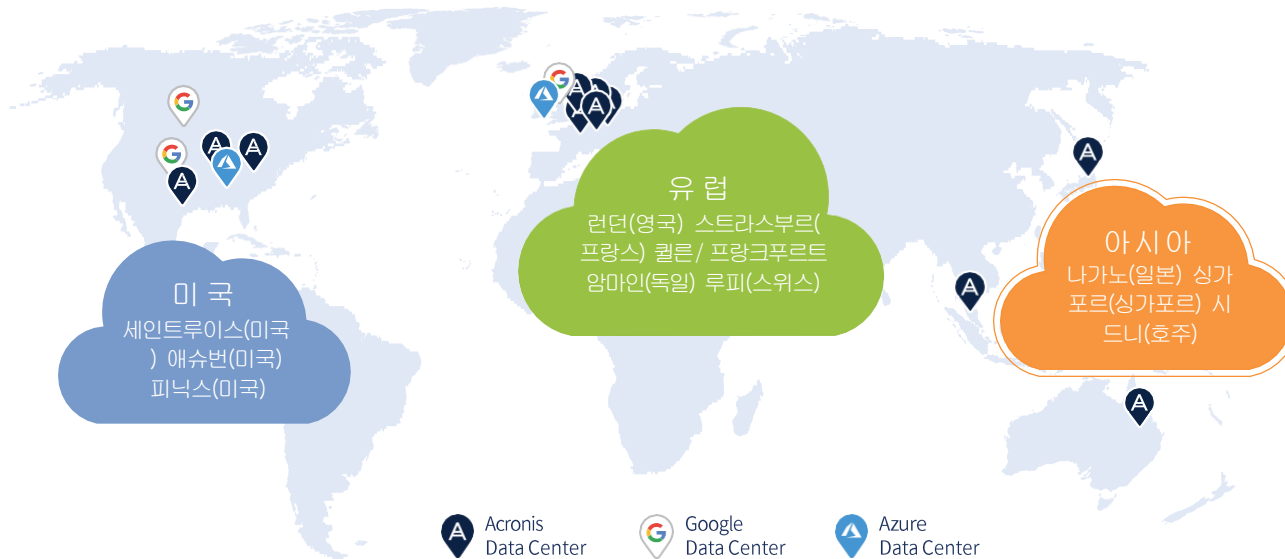 미국
세인트루이스(미국
) 애슈번(미국)
피닉스(미국)
유럽
런던(영국) 스트라스부르(
프랑스) 퀼른/ 프랑크푸르트
암마인(독일) 루피(스위스)
아시아
나가노(일본) 싱가
포르(싱가포르) 시
드니(호주)
Acronis
Data Center
Google
Data Center
Azure
Data Center